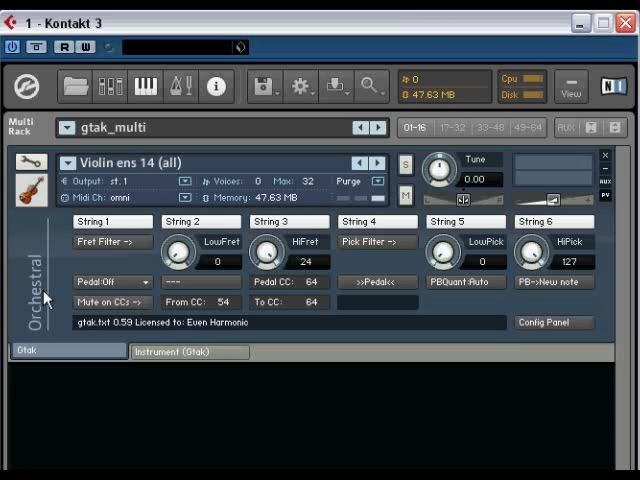 1 - Kontakt 3
R W
0
47.63 MB
Cpu
Disk
View
NI
Multi
Rack
gtak_multi
01-16 17-32 33-48 49-64 AUX
Violin ens 14 (all)
Output: st.1 Voices: 0 Max: 32 Purge
Midi Ch: omni Memory: 47.63 MB
S
M
Tune
0.00
AUX
PV
String 1 String 2 String 3 String 4 String 5 String 6
Fret Filter -> LowFret HiFret Pick Filter -> LowPick HiPick
0 24 0 127
Pedal:Off --- Pedal CC: 64 >>Pedal<< PBQuant:Auto PB->New note
Mute on CCs -> From CC: 54 To CC: 64
gtak.txt 0.59 Licensed to: Even Harmonic Config Panel
Orchestral
Gtak Instrument (Gtak)